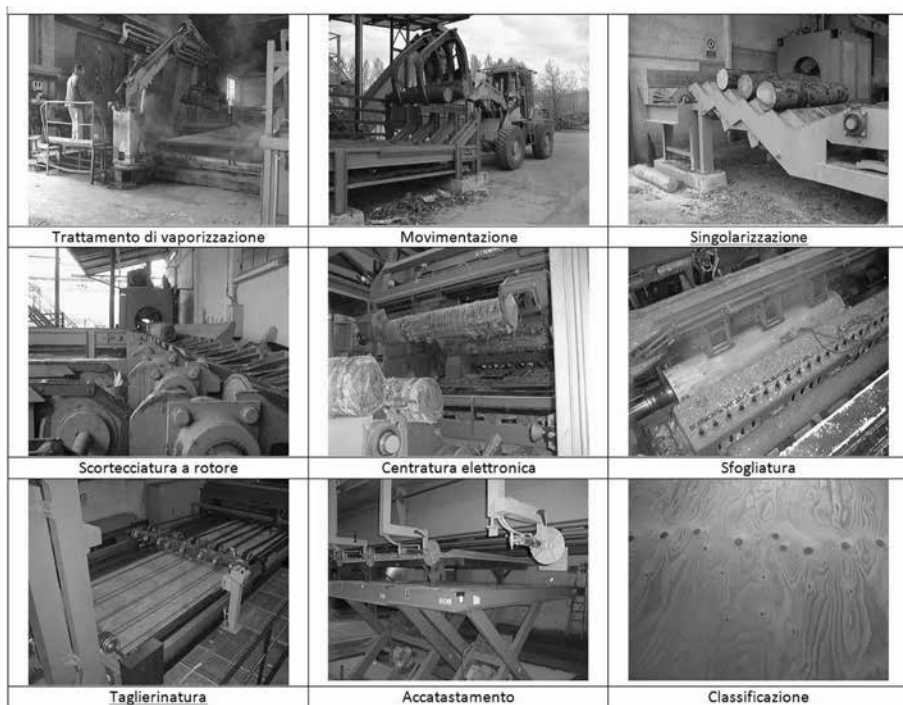 Trattamento di vaporizzazione
Movimentazione
Singolarizzazione
Scortecciatura a rotore
Centratura elettronica
Sfogliatura
Taglierinatura
Accatastamento
Classificazione